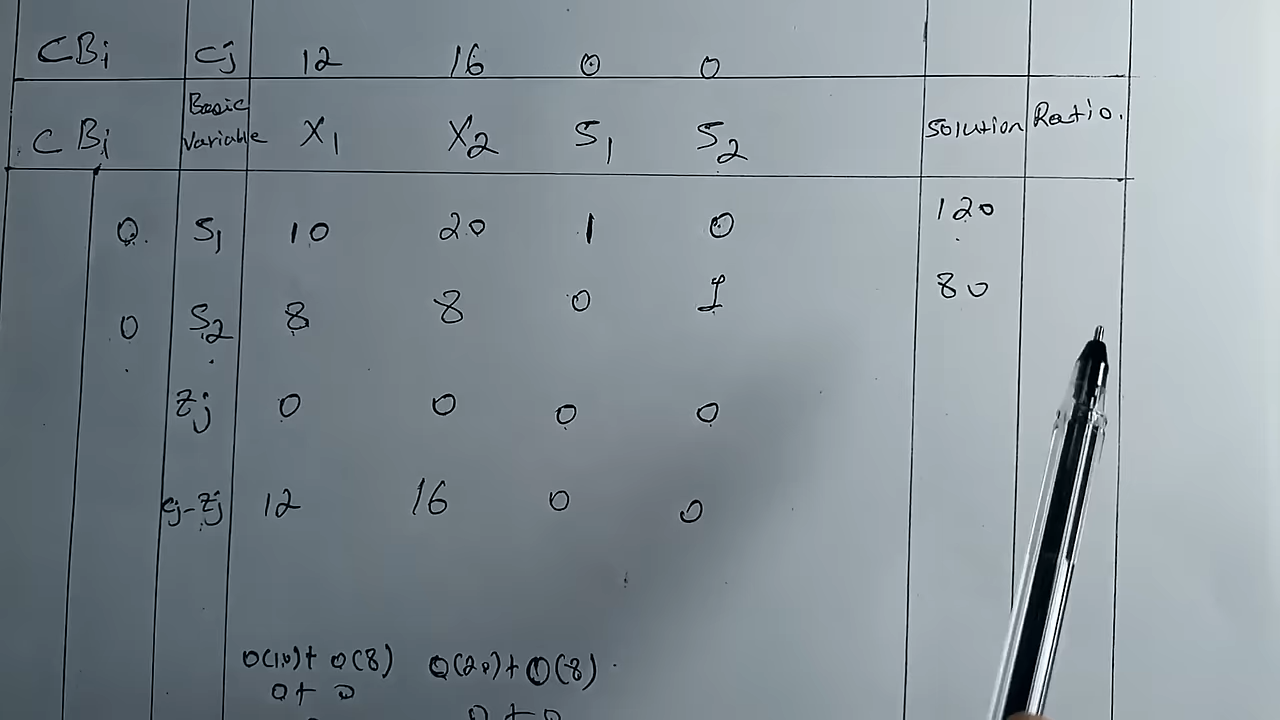 CBi Cj 12 16 0 0
CBi Basic Variable X1 X2 S1 S2 Solution Ratio.
0. S1 10 20 1 0 120
0 S2 8 8 0 1 80
Zj 0 0 0 0
Cj-Zj 12 16 0 0
0(10)+ 0(8) 0(20)+0(8)
0+ 0 0+0